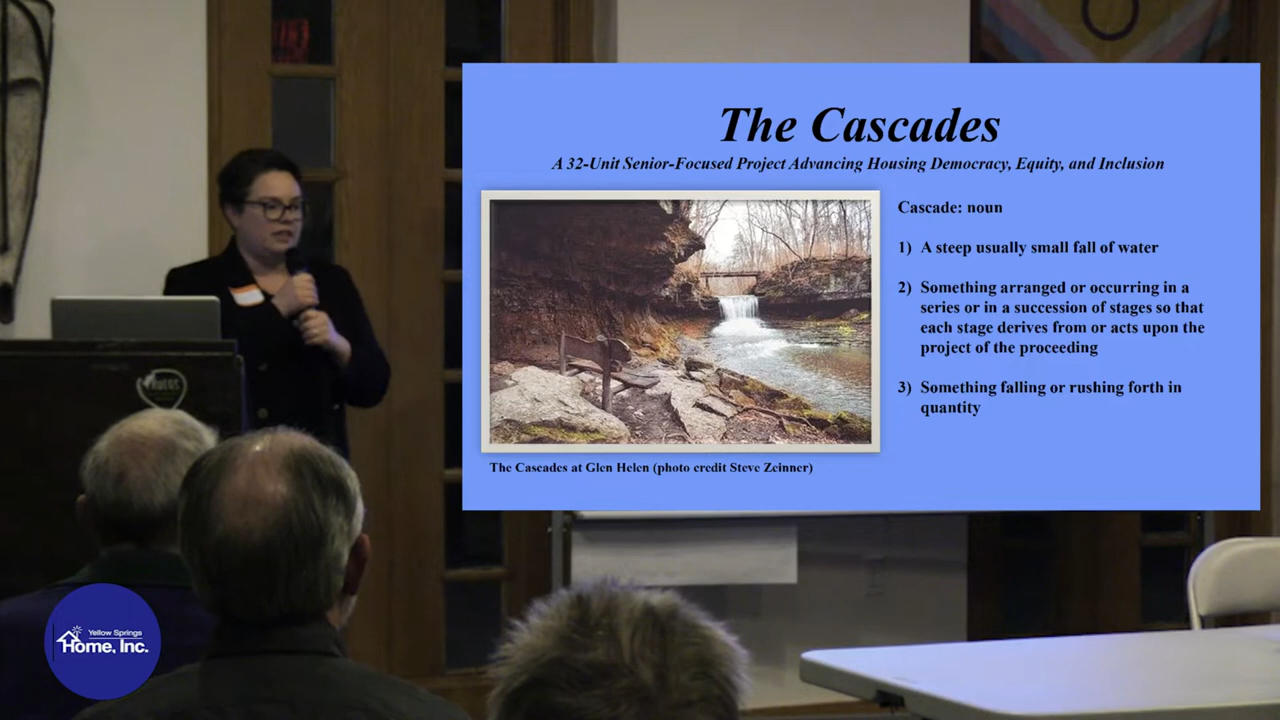 The Cascades
A 32-Unit Senior-Focused Project Advancing Housing Democracy, Equity, and Inclusion
Cascade: noun
1) A steep usually small fall of water
2) Something arranged or occurring in a
series or in a succession of stages so that
each stage derives from or acts upon the
project of the proceeding
3) Something falling or rushing forth in
quantity
The Cascades at Glen Helen (photo credit Steve Zeinner)
Yellow Springs
Home, Inc.